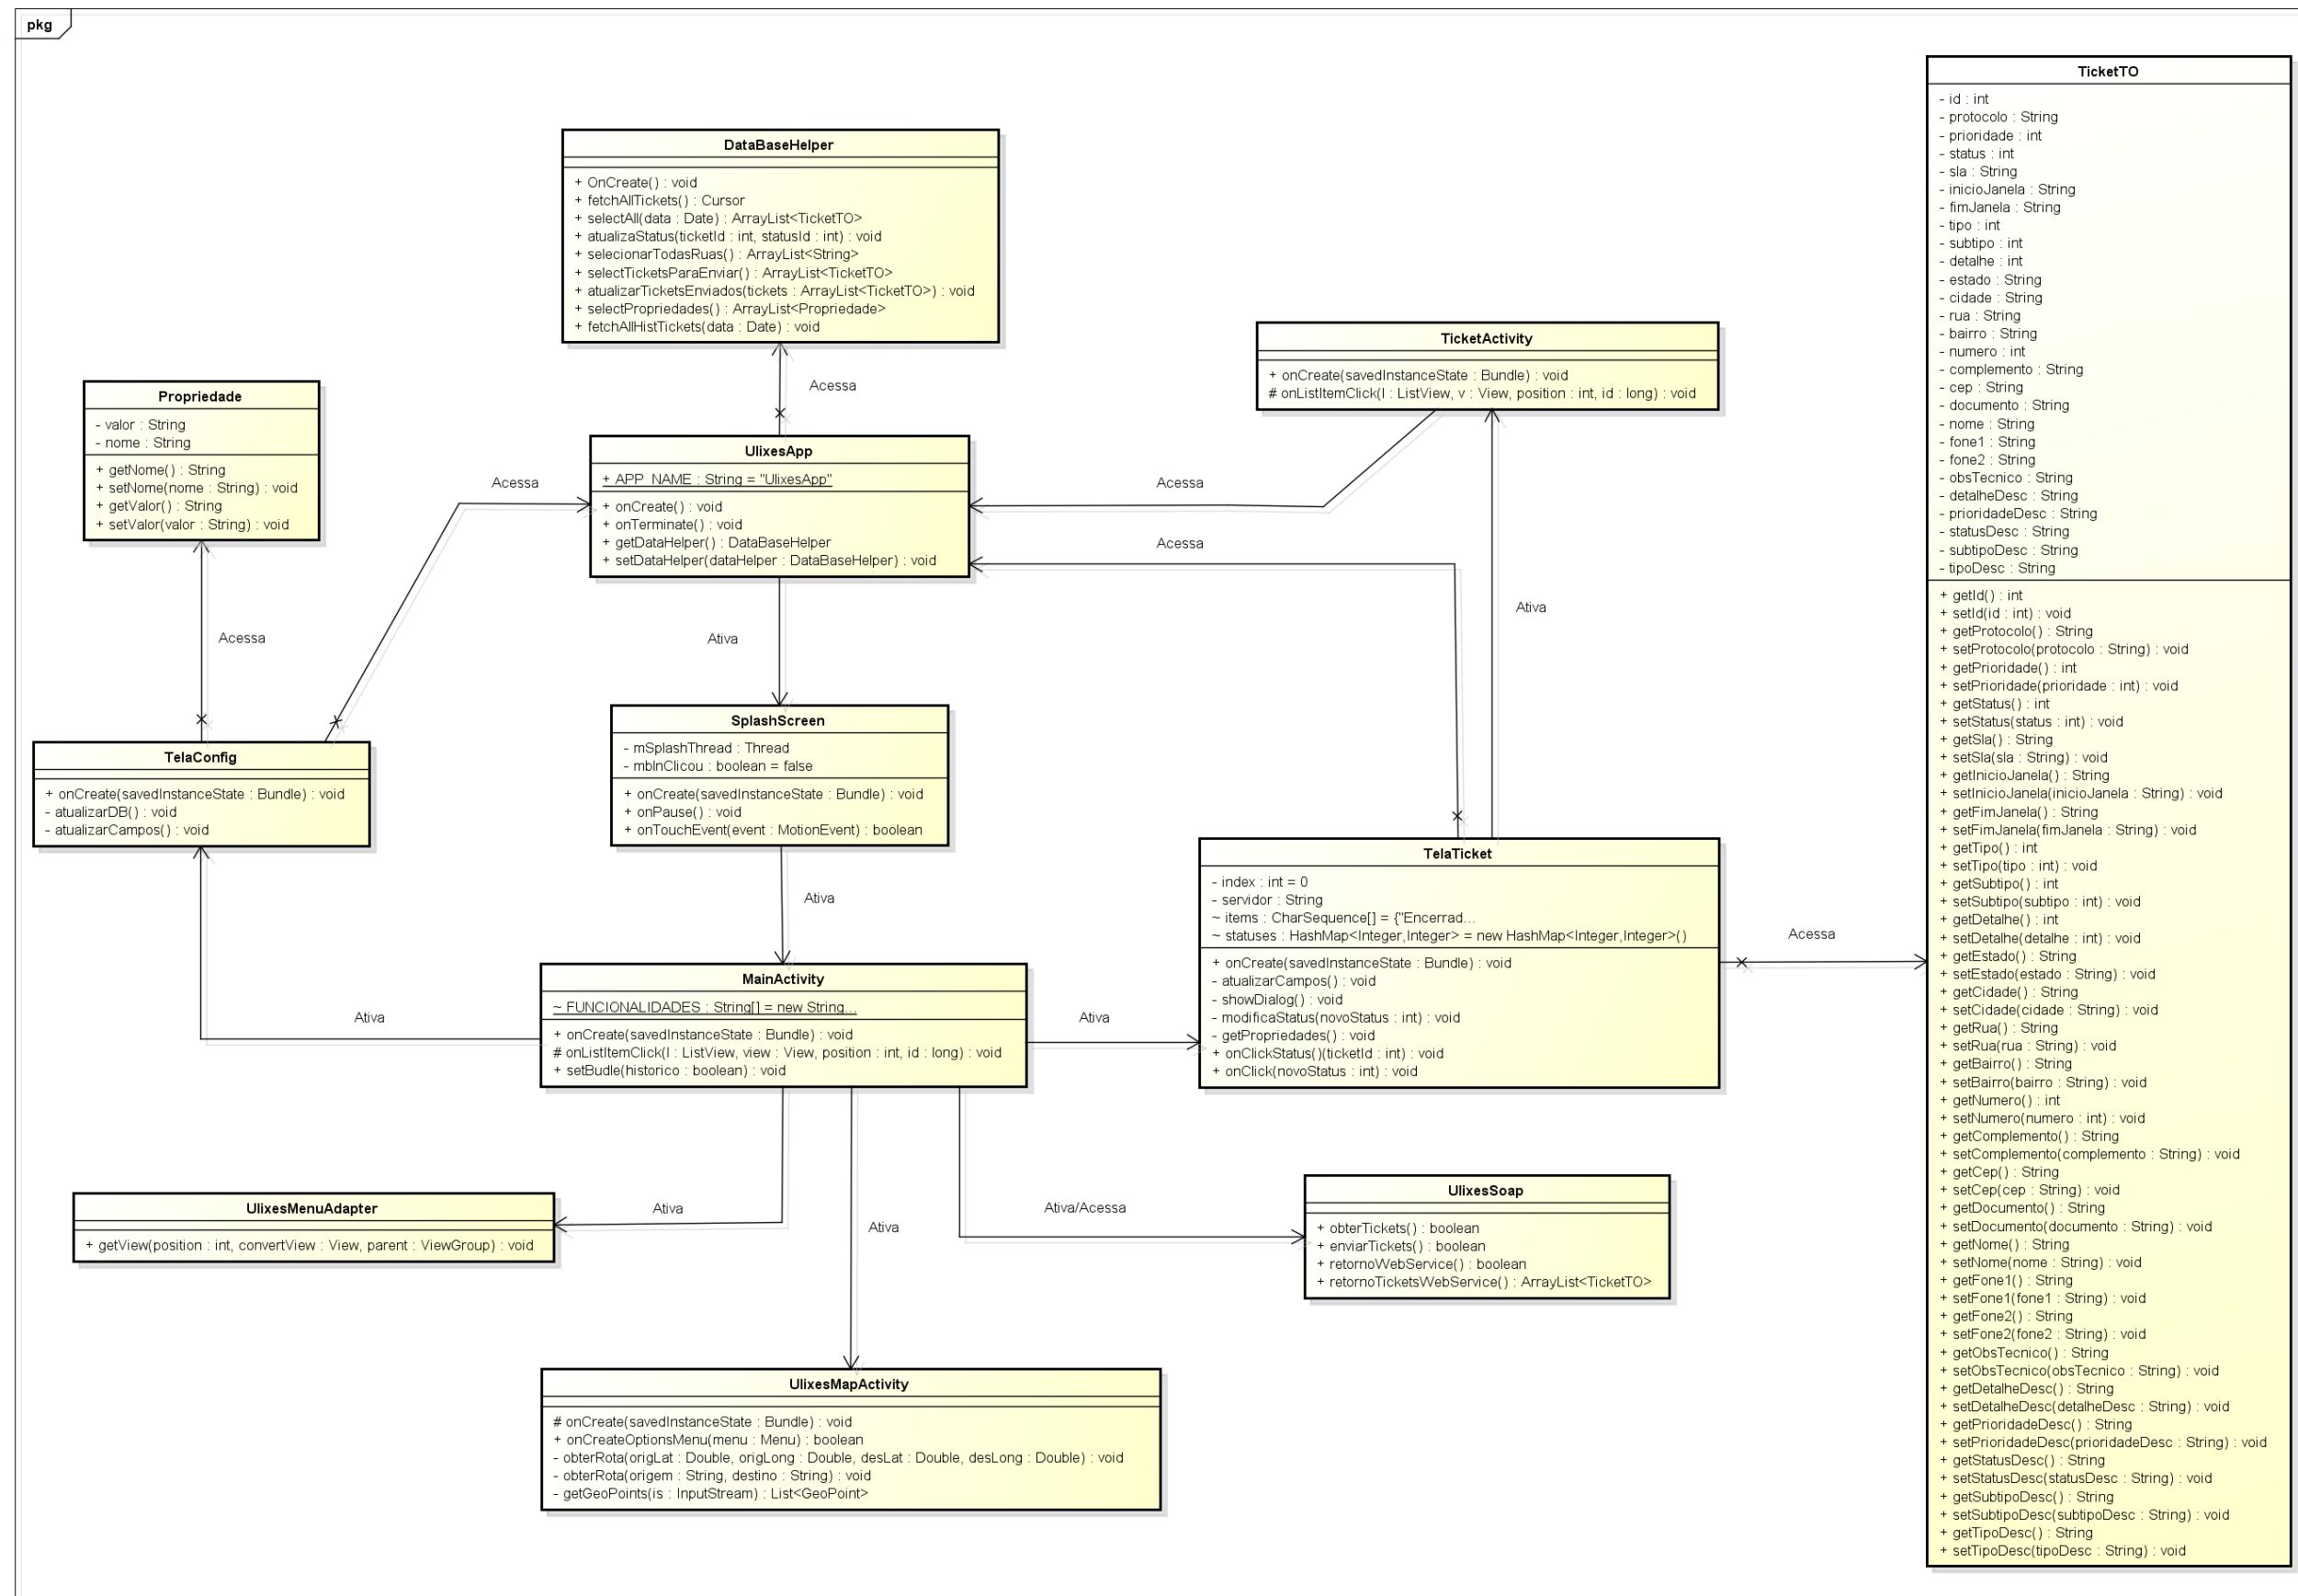 pkg
DataBaseHelper
+ OnCreate() : void
+ fetchAllTickets() : Cursor
+ selectAll(data : Date) : ArrayList<TicketTO>
+ atualizaStatus(ticketId : int, statusId : int) : void
+ selecionarTodasRuas() : ArrayList<String>
+ selectTicketsParaEnviar() : ArrayList<TicketTO>
+ atualizarTicketsEnviados(tickets : ArrayList<TicketTO>) : void
+ selectPropriedades() : ArrayList<Propriedade>
+ fetchAllHistTickets(data : Date) : void
Acessa
TicketActivity
+ onCreate(savedInstanceState : Bundle) : void
# onListItemClick(l : ListView, v : View, position : int, id : long) : void
Propriedade
- valor : String
- nome : String
+ getNome() : String
+ setNome(nome : String) : void
+ getValor() : String
+ setValor(valor : String) : void
Acessa
UlixesApp
+ APP_NAME : String = "UlixesApp"
+ onCreate() : void
+ onTerminate() : void
+ getDataHelper() : DataBaseHelper
+ setDataHelper(dataHelper : DataBaseHelper) : void
Acessa
Acessa
Ativa
Acessa
Ativa
SplashScreen
- mSplashThread : Thread
- mblnClicou : boolean = false
+ onCreate(savedInstanceState : Bundle) : void
+ onPause() : void
+ onTouchEvent(event : MotionEvent) : boolean
TelaConfig
+ onCreate(savedInstanceState : Bundle) : void
- atualizarDB() : void
- atualizarCampos() : void
Ativa
TelaTicket
- index : int = 0
- servidor : String
~ items : CharSequence[] = {"Encerrad...
~ statuses : HashMap<Integer,Integer> = new HashMap<Integer,Integer>()
+ onCreate(savedInstanceState : Bundle) : void
- atualizarCampos() : void
- showDialog() : void
- modificaStatus(novoStatus : int) : void
- getPropriedades() : void
+ onClickStatus()(ticketId : int) : void
+ onClick(novoStatus : int) : void
Acessa
MainActivity
~ FUNCIONALIDADES : String[] = new String...
+ onCreate(savedInstanceState : Bundle) : void
# onListItemClick(l : ListView, view : View, position : int, id : long) : void
+ setBudle(historico : boolean) : void
Ativa
Ativa
UlixesMenuAdapter
+ getView(position : int, convertView : View, parent : ViewGroup) : void
Ativa
Ativa
Ativa/Acessa
UlixesSoap
+ obterTickets() : boolean
+ enviarTickets() : boolean
+ retornoWebService() : boolean
+ retornoTicketsWebService() : ArrayList<TicketTO>
UlixesMapActivity
# onCreate(savedInstanceState : Bundle) : void
+ onCreateOptionsMenu(menu : Menu) : boolean
- obterRota(origLat : Double, origLong : Double, desLat : Double, desLong : Double) : void
- obterRota(origem : String, destino : String) : void
- getGeoPoints(is : InputStream) : List<GeoPoint>
TicketTO
- id : int
- protocolo : String
- prioridade : int
- status : int
- sla : String
- inicioJanela : String
- fimJanela : String
- tipo : int
- subtipo : int
- detalhe : int
- estado : String
- cidade : String
- rua : String
- bairro : String
- numero : int
- complemento : String
- cep : String
- documento : String
- nome : String
- fone1 : String
- fone2 : String
- obsTecnico : String
- detalheDesc : String
- prioridadeDesc : String
- statusDesc : String
- subtipoDesc : String
- tipoDesc : String
+ getId() : int
+ setId(id : int) : void
+ getProtocolo() : String
+ setProtocolo(protocolo : String) : void
+ getPrioridade() : int
+ setPrioridade(prioridade : int) : void
+ getStatus() : int
+ setStatus(status : int) : void
+ getSla() : String
+ setSla(sla : String) : void
+ getInicioJanela() : String
+ setInicioJanela(inicioJanela : String) : void
+ getFimJanela() : String
+ setFimJanela(fimJanela : String) : void
+ getTipo() : int
+ setTipo(tipo : int) : void
+ getSubtipo() : int
+ setSubtipo(subtipo : int) : void
+ getDetalhe() : int
+ setDetalhe(detalhe : int) : void
+ getEstado() : String
+ setEstado(estado : String) : void
+ getCidade() : String
+ setCidade(cidade : String) : void
+ getRua() : String
+ setRua(rua : String) : void
+ getBairro() : String
+ setBairro(bairro : String) : void
+ getNumero() : int
+ setNumero(numero : int) : void
+ getComplemento() : String
+ setComplemento(complemento : String) : void
+ getCep() : String
+ setCep(cep : String) : void
+ getDocumento() : String
+ setDocumento(documento : String) : void
+ getNome() : String
+ setNome(nome : String) : void
+ getFone1() : String
+ setFone1(fone1 : String) : void
+ getFone2() : String
+ setFone2(fone2 : String) : void
+ getObsTecnico() : String
+ setObsTecnico(obsTecnico : String) : void
+ getDetalheDesc() : String
+ setDetalheDesc(detalheDesc : String) : void
+ getPrioridadeDesc() : String
+ setPrioridadeDesc(prioridadeDesc : String) : void
+ getStatusDesc() : String
+ setStatusDesc(statusDesc : String) : void
+ getSubtipoDesc() : String
+ setSubtipoDesc(subtipoDesc : String) : void
+ getTipoDesc() : String
+ setTipoDesc(tipoDesc : String) : void